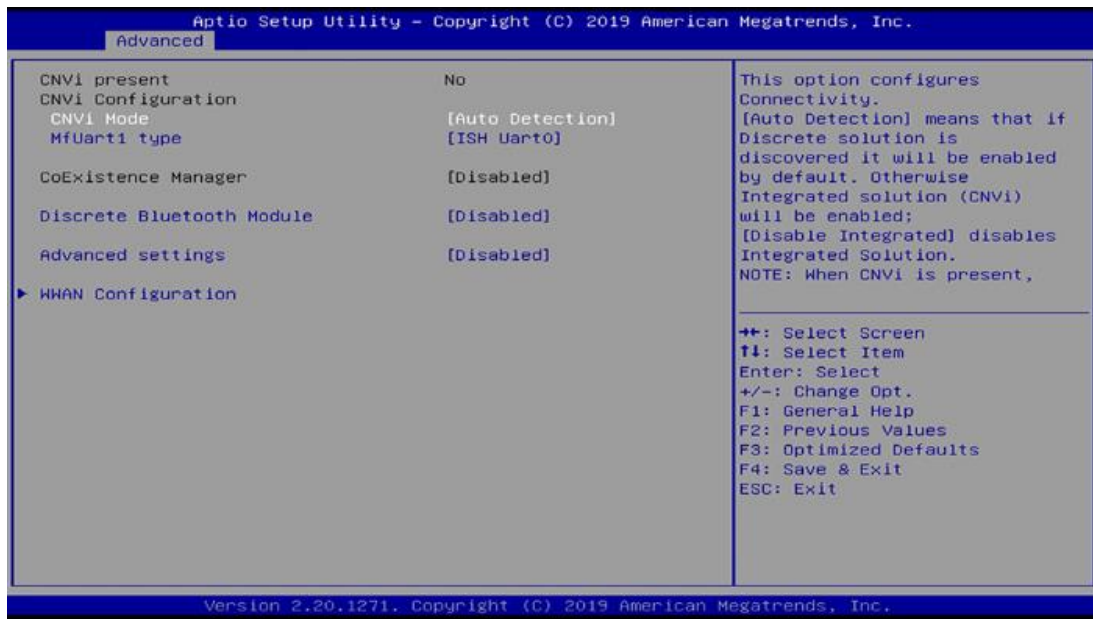 Aptio Setup Utility – Copyright (C) 2019 American Megatrends, Inc.
Advanced
CNVi present No
CNVi Configuration
CNVi Mode [Auto Detection]
MfUart1 type [ISH Uart0]
CoExistence Manager [Disabled]
Discrete Bluetooth Module [Disabled]
Advanced settings [Disabled]
► WWAN Configuration
This option configures
Connectivity.
[Auto Detection] means that if
Discrete solution is
discovered it will be enabled
by default. Otherwise
Integrated solution (CNVi)
will be enabled;
[Disable Integrated] disables
Integrated Solution.
NOTE: When CNVi is present,
→←: Select Screen
↑↓: Select Item
Enter: Select
+/-: Change Opt.
F1: General Help
F2: Previous Values
F3: Optimized Defaults
F4: Save & Exit
ESC: Exit
Version 2.20.1271. Copyright (C) 2019 American Megatrends, Inc.